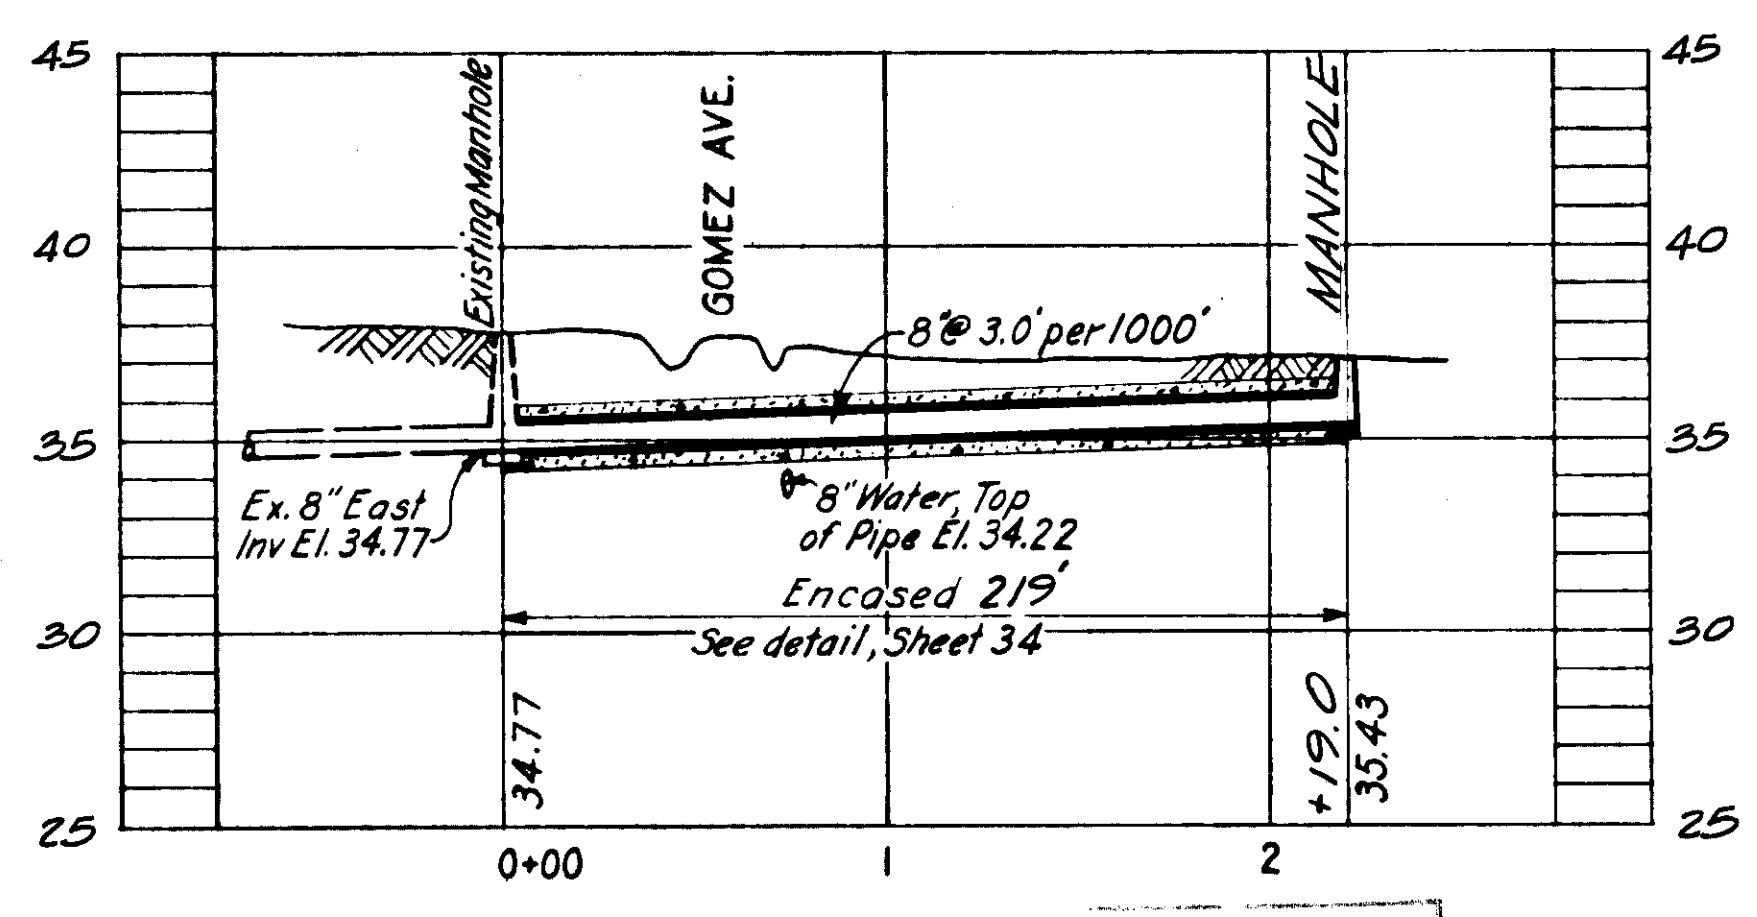 45
45
Existing Manhole
GOMEZ AVE.
MANHOLE
40
40
8"@ 3.0' per 1000'
35
35
Ex. 8" East
Inv El. 34.77
8" Water, Top
of Pipe El. 34.22
Encased 219'
30
30
See detail, Sheet 34
34.77
+19.0
35.43
25
25
0+00
1
2